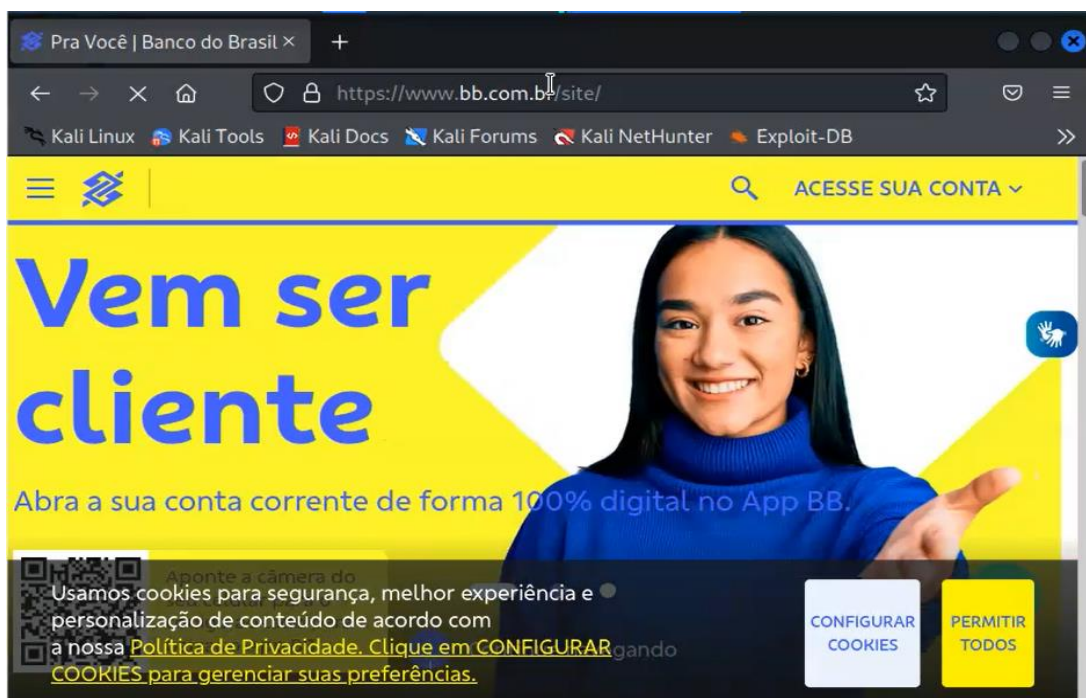 Pra Você | Banco do Brasil
https://www.bb.com.br/site/
Kali Linux Kali Tools Kali Docs Kali Forums Kali NetHunter Exploit-DB
ACESSE SUA CONTA
Vem ser
cliente
Abra a sua conta corrente de forma 100% digital no App BB.
Aponte a câmera do
Usamos cookies para segurança, melhor experiência e
personalização de conteúdo de acordo com
a nossa Política de Privacidade. Clique em CONFIGURAR
COOKIES para gerenciar suas preferências.
CONFIGURAR
COOKIES
PERMITIR
TODOS